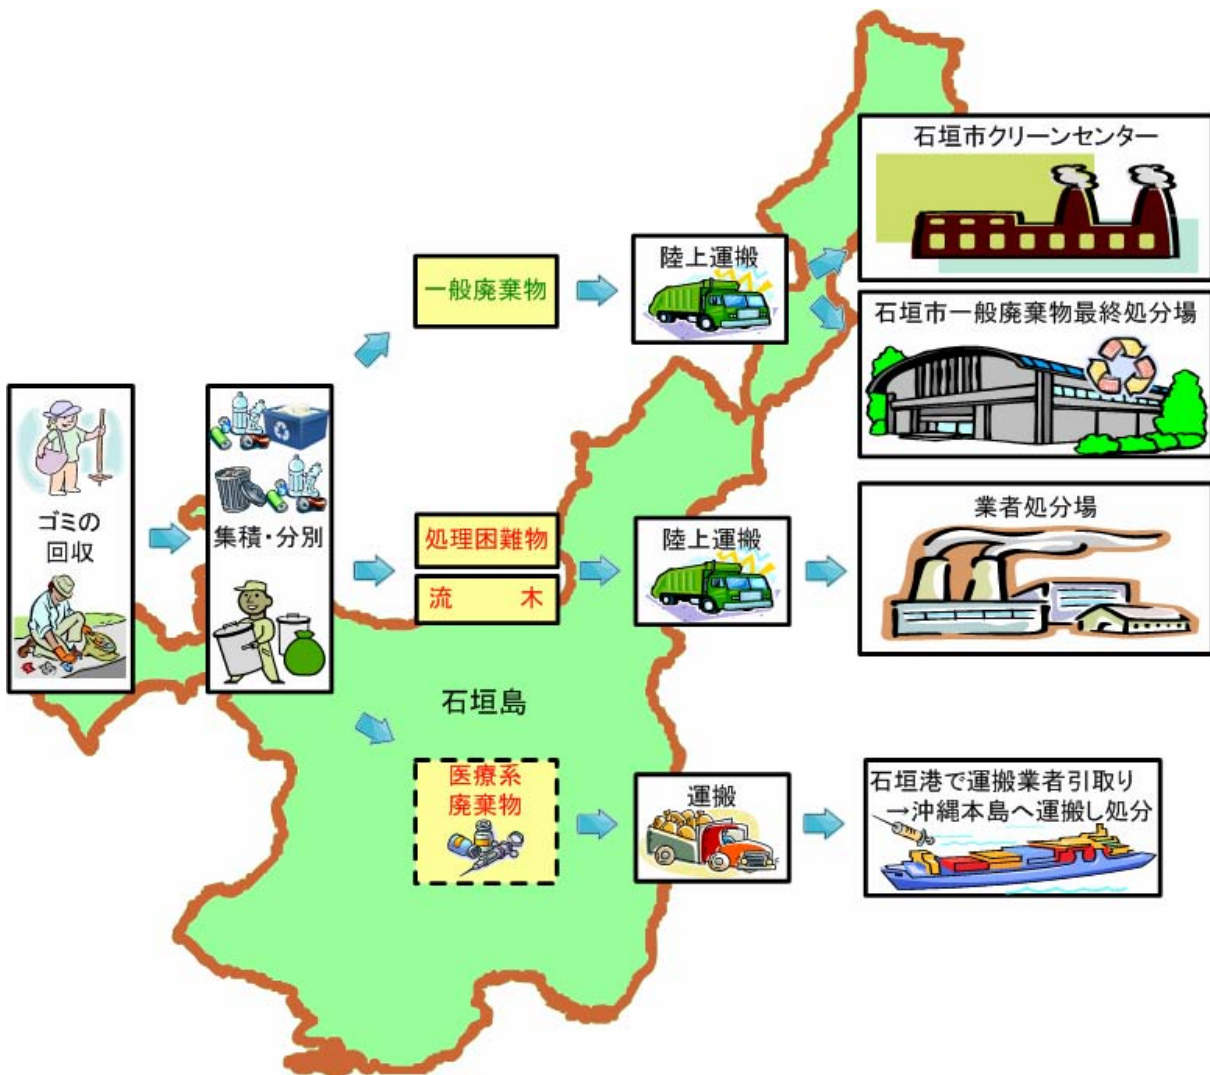 ゴミの
回収
集積・分別
一般廃棄物
陸上運搬
石垣市クリーンセンター
石垣市一般廃棄物最終処分場
処理困難物
流　木
陸上運搬
業者処分場
石垣島
医療系
廃棄物
運搬
石垣港で運搬業者引取り
→沖縄本島へ運搬し処分